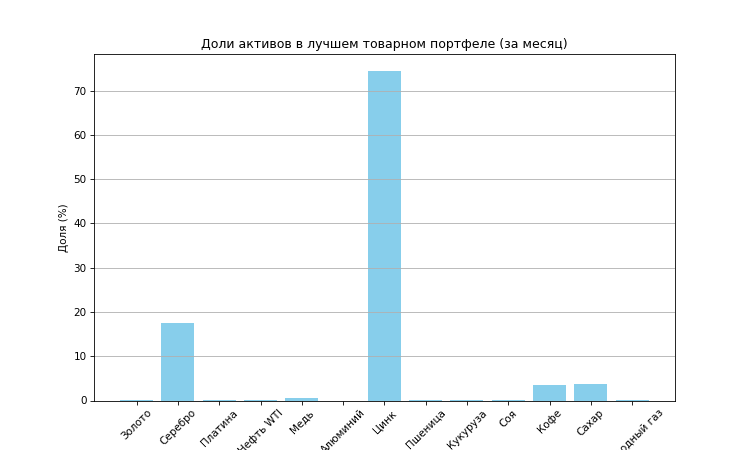 Доли активов в лучшем товарном портфеле (за месяц)
Доля (%)
70
60
50
40
30
20
10
0
Золото
Серебро
Платина
Нефть WTI
Медь
Алюминий
Цинк
Пшеница
Кукуруза
Соя
Кофе
Сахар
газ